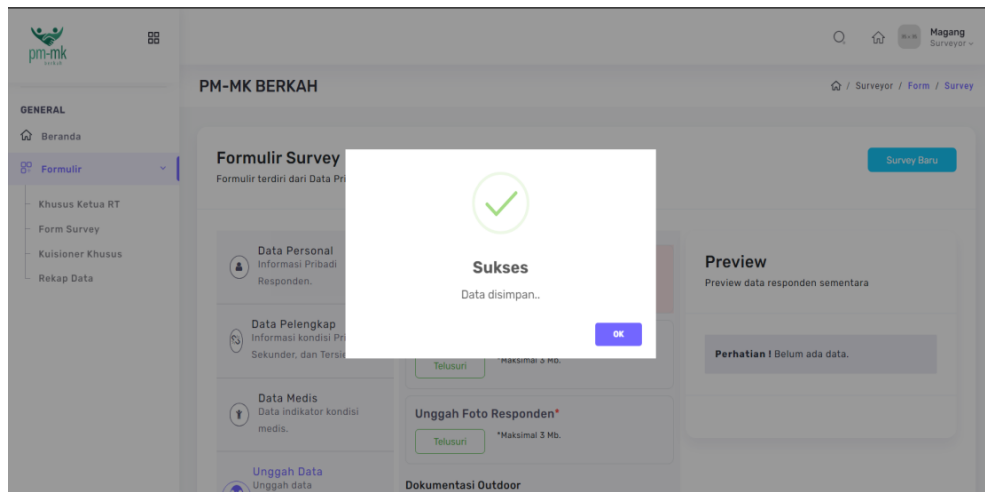 pm-mk
BERKAH
Magang
Surveyor
PM-MK BERKAH
/ Surveyor / Form / Survey
GENERAL
Beranda
Formulir
Khusus Ketua RT
Form Survey
Kuisioner Khusus
Rekap Data
Formulir Survey
Formulir terdiri dari Data Pri
Survey Baru
Data Personal
Informasi Pribadi
Responden.
Data Pelengkap
Informasi kondisi Pri
Sekunder, dan Tersie
Data Medis
Data indikator kondisi
medis.
Unggah Data
Unggah data
Sukses
Data disimpan..
OK
Telusuri
*Maksimal 3 Mb.
Unggah Foto Responden*
Telusuri
*Maksimal 3 Mb.
Dokumentasi Outdoor
Preview
Preview data responden sementara
Perhatian ! Belum ada data.